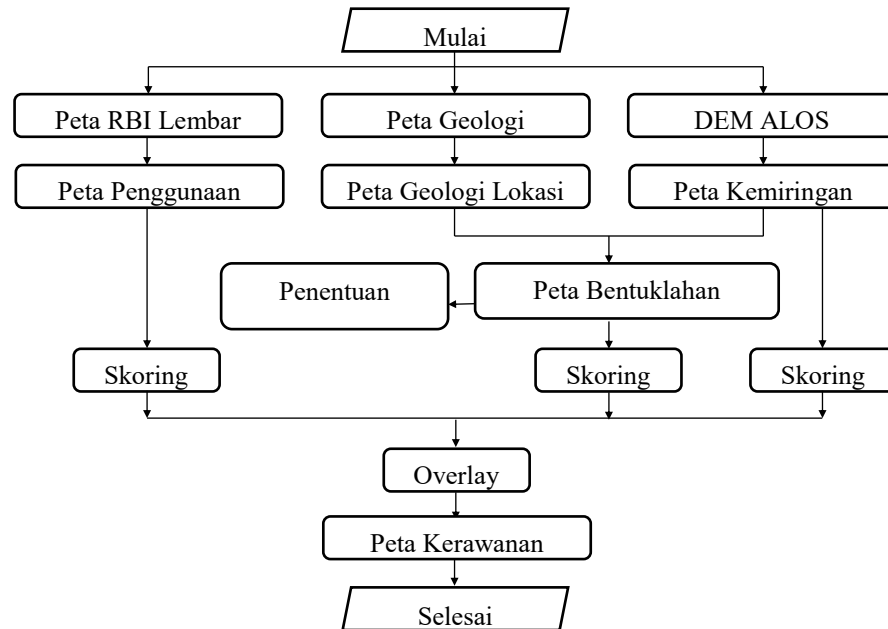 Mulai
Peta RBI Lembar
Peta Geologi
DEM ALOS
Peta Penggunaan
Peta Geologi Lokasi
Peta Kemiringan
Penentuan
Peta Bentuklahan
Skoring
Skoring
Skoring
Overlay
Peta Kerawanan
Selesai